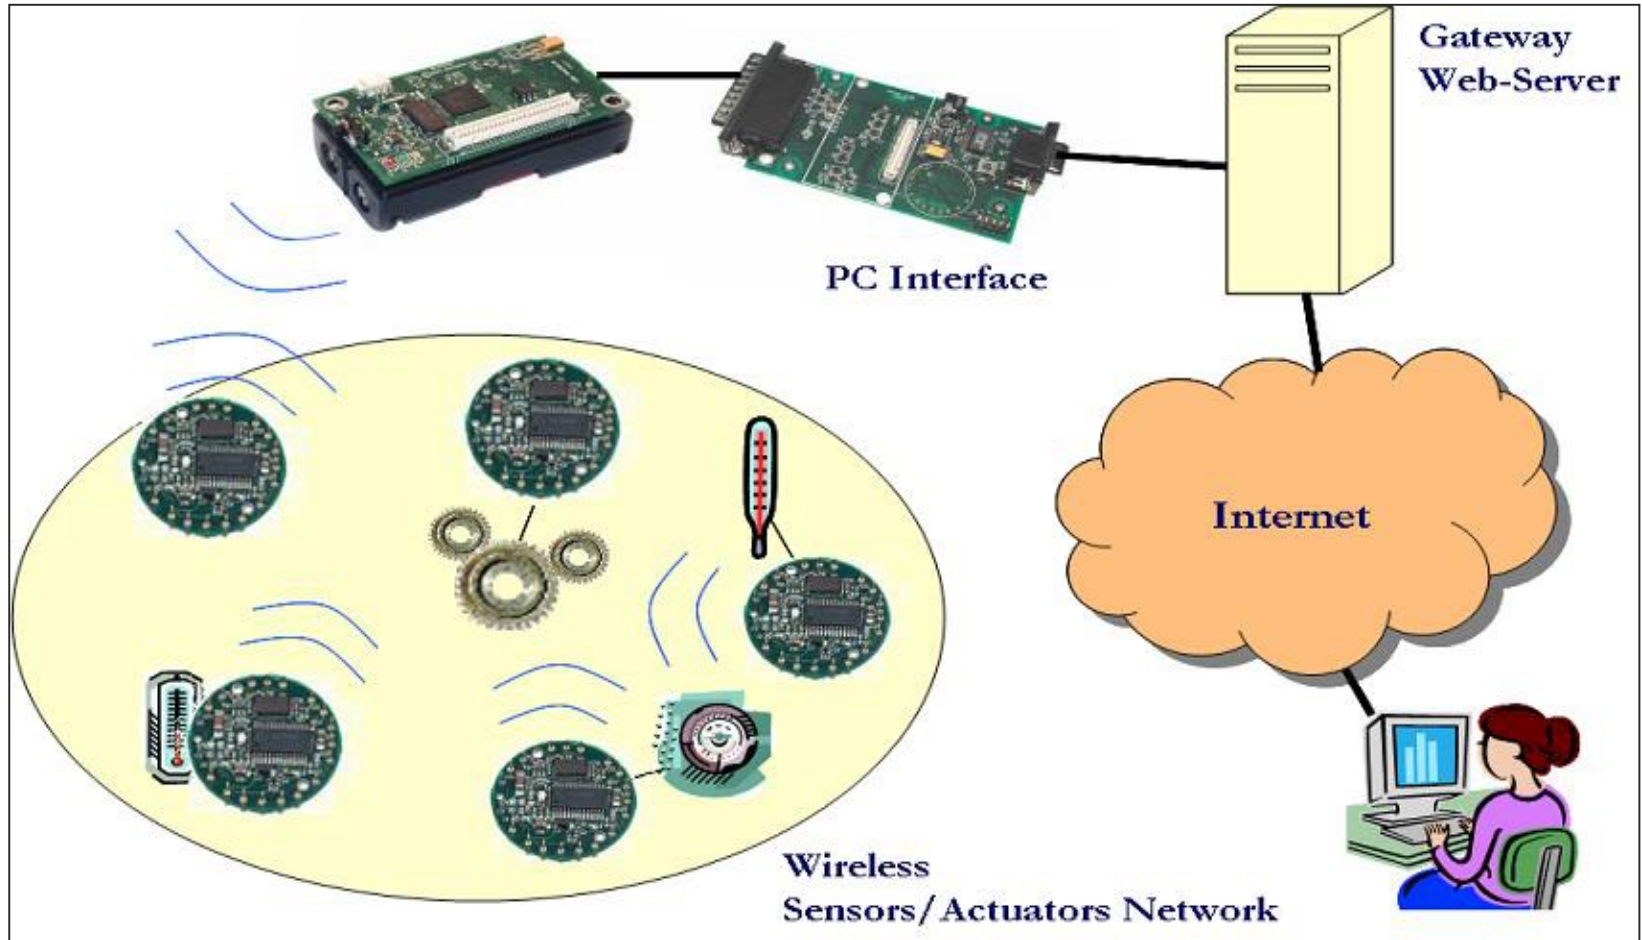 Gateway
Web-Server
PC Interface
Internet
Wireless
Sensors/Actuators Network